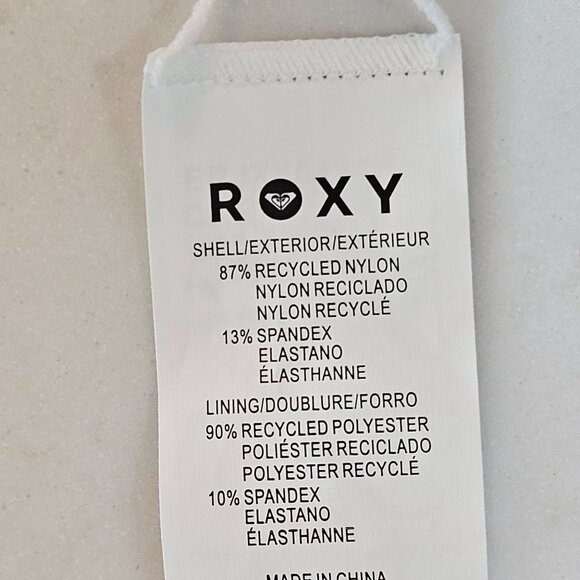 ROXY
SHELL/EXTERIOR/EXTÉRIEUR
87% RECYCLED NYLON
NYLON RECICLADO
NYLON RECYCLÉ
13% SPANDEX
ELASTANO
ÉLASTHANNE
LINING/DOUBLURE/FORRO
90% RECYCLED POLYESTER
POLIÉSTER RECICLADO
POLYESTER RECYCLÉ
10% SPANDEX
ELASTANO
ÉLASTHANNE
MADE IN CHINA